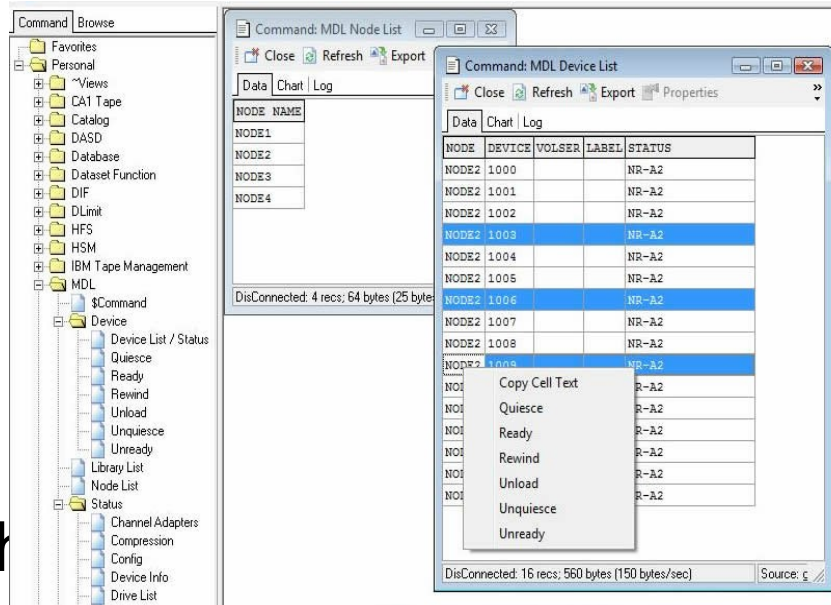 Command Browse
Favorites
Personal
~Views
CA1 Tape
Catalog
DASD
Database
Dataset Function
DIF
DLimit
HFS
HSM
IBM Tape Management
MDL
$Command
Device
Device List / Status
Quiesce
Ready
Rewind
Unload
Unquiesce
Unready
Library List
Node List
Status
Channel Adapters
Compression
Config
Device Info
Drive List
Command: MDL Node List
Close Refresh Export
Data Chart Log
NODE NAME
NODE1
NODE2
NODE3
NODE4
DisConnected: 4 recs; 64 bytes (25 byte
Command: MDL Device List
Close Refresh Export Properties
Data Chart Log
NODE DEVICE VOLSER LABEL STATUS
NODE2 1000 NR-A2
NODE2 1001 NR-A2
NODE2 1002 NR-A2
NODE2 1003 NR-A2
NODE2 1004 NR-A2
NODE2 1005 NR-A2
NODE2 1006 NR-A2
NODE2 1007 NR-A2
NODE2 1008 NR-A2
NODE2 1009 NR-A2
NO R-A2
NO R-A2
NO R-A2
NO R-A2
NO R-A2
Copy Cell Text
Quiesce
Ready
Rewind
Unload
Unquiesce
Unready
DisConnected: 16 recs; 560 bytes (150 bytes/sec) Source: